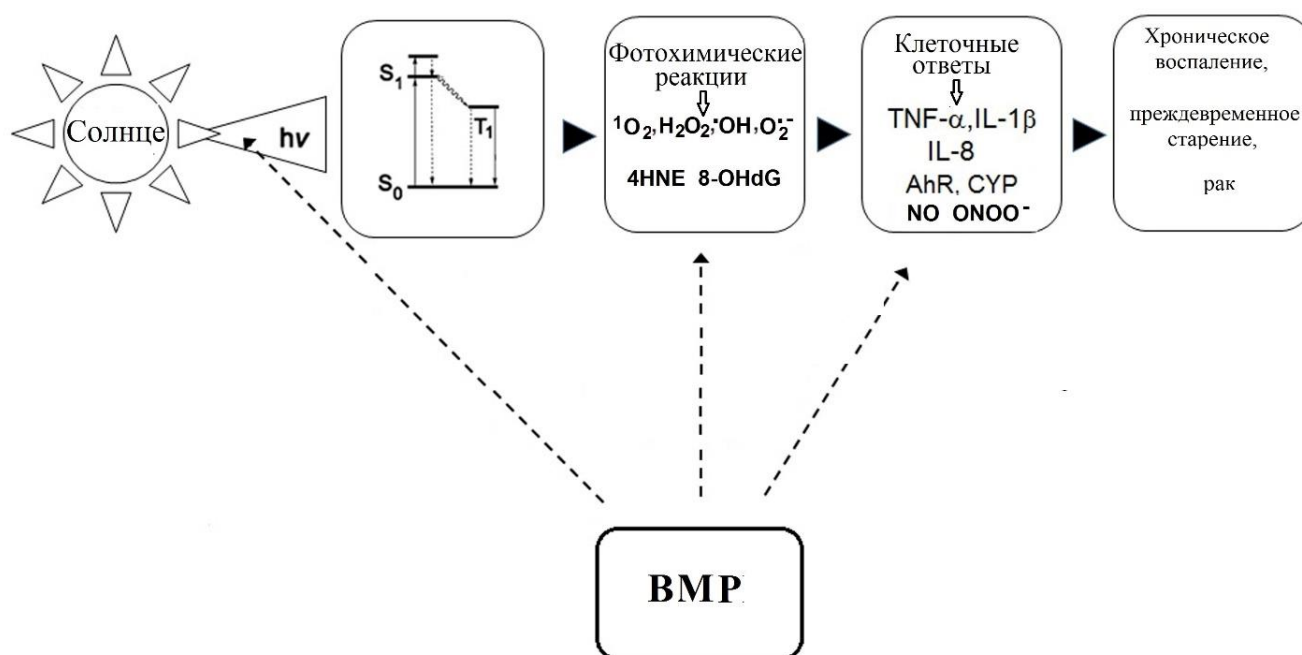 Солнце
hν
S₁
T₁
S₀
Фотохимические
реакции
¹O₂,H₂O₂,·OH,O₂·⁻
4HNE 8-OHdG
Клеточные
ответы
TNF-α,IL-1β
IL-8
AhR, CYP
NO ONOO⁻
Хроническое
воспаление,
преждевременное
старение,
рак
ВМР